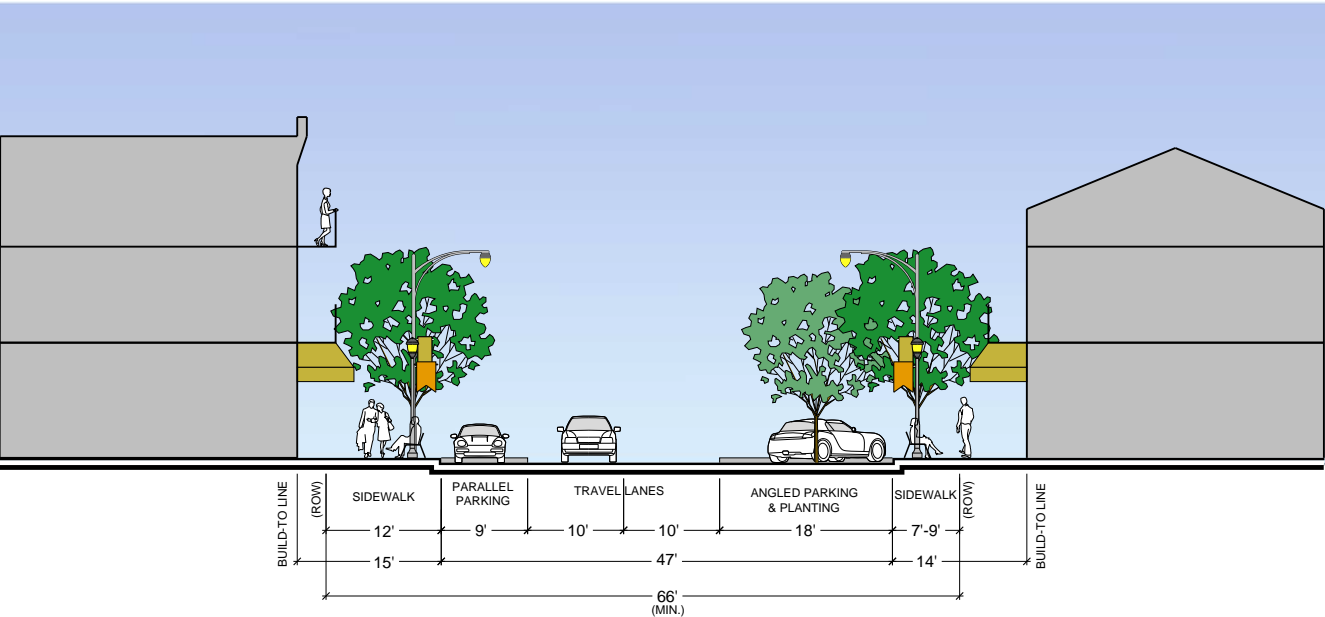 BUILD-TO LINE
(ROW)
SIDEWALK
PARALLEL
PARKING
TRAVEL LANES
ANGLED PARKING
& PLANTING
SIDEWALK
(ROW)
BUILD-TO LINE
12'
9'
10'
10'
18'
7'-9'
15'
47'
14'
66'
(MIN.)